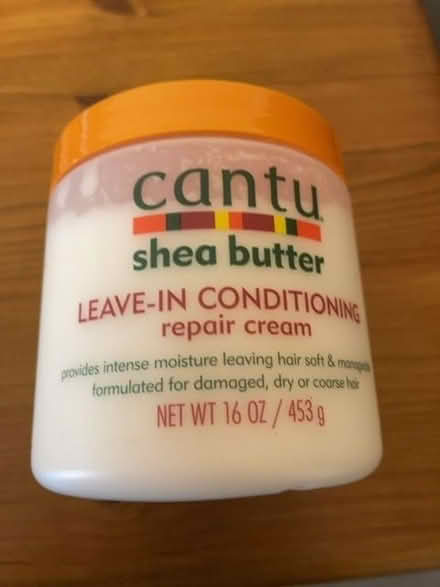 cantu
shea butter
LEAVE-IN CONDITIONING
repair cream
provides intense moisture leaving hair soft &
formulated for damaged, dry or coarse hair
NET WT 16 OZ / 453 g